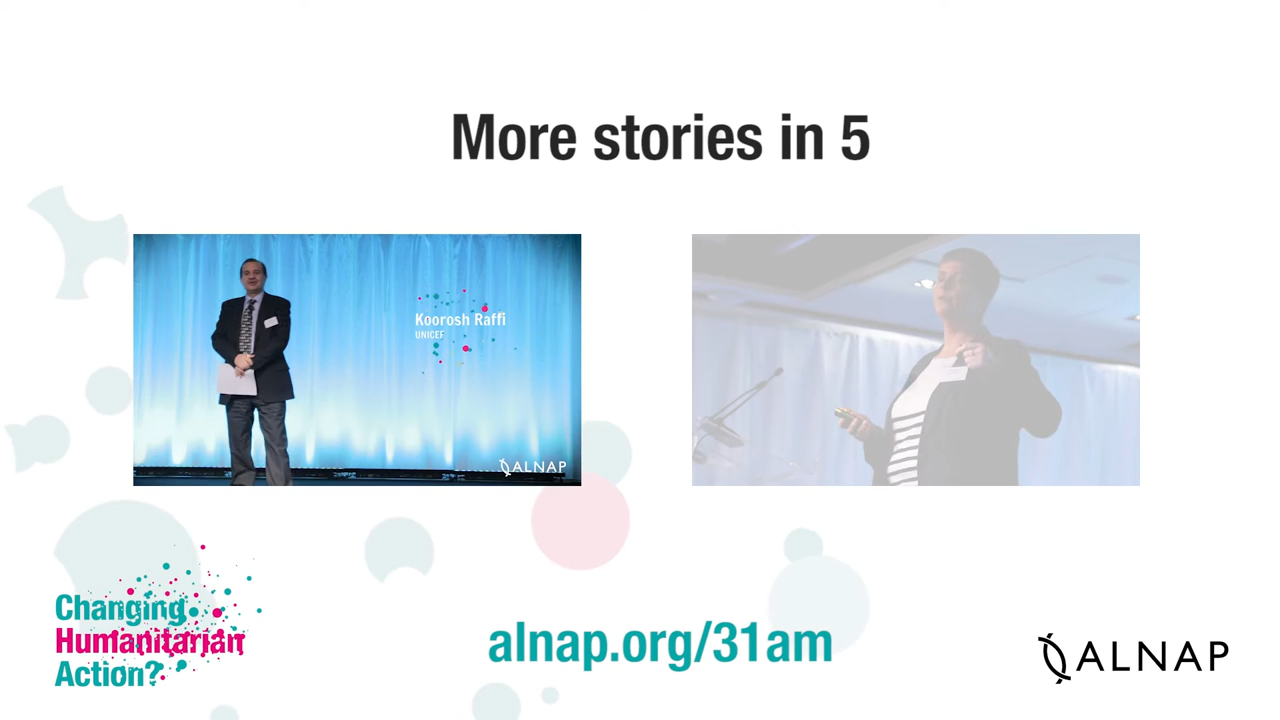 More stories in 5
Koorosh Raffi
UNICEF
ALNAP
Changing
Humanitarian
Action?
alnap.org/31am
ALNAP